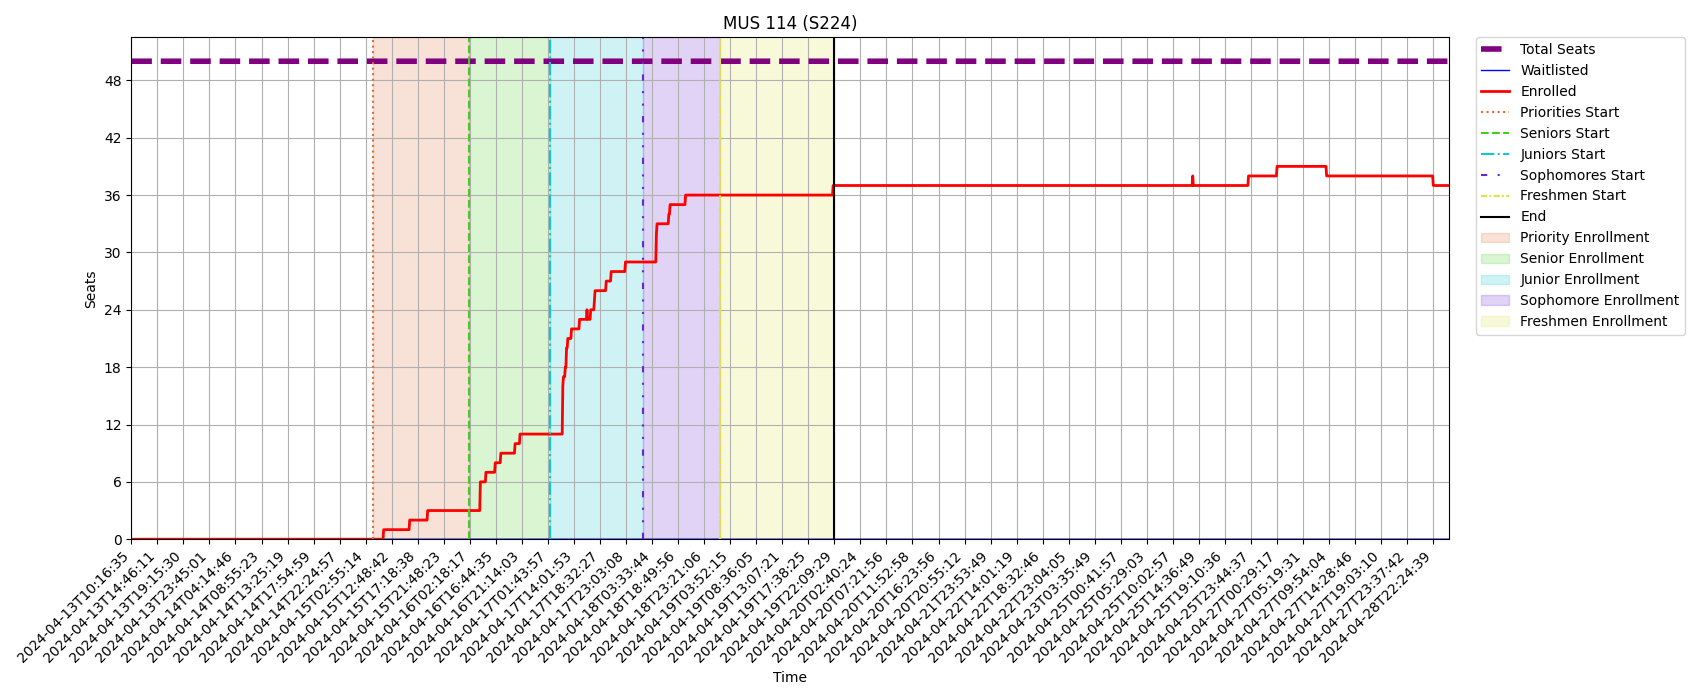 MUS 114 (S224)
Total Seats
Waitlisted
Enrolled
Priorities Start
Seniors Start
Juniors Start
Sophomores Start
Freshmen Start
End
Priority Enrollment
Senior Enrollment
Junior Enrollment
Sophomore Enrollment
Freshmen Enrollment
Seats
48
42
36
30
24
18
12
6
0
2024-04-13T10:16:35
2024-04-13T14:46:11
2024-04-13T19:15:30
2024-04-13T23:45:01
2024-04-14T04:14:46
2024-04-14T08:55:23
2024-04-14T13:25:19
2024-04-14T17:54:59
2024-04-14T22:24:57
2024-04-15T02:55:14
2024-04-15T12:48:42
2024-04-15T17:18:38
2024-04-15T21:48:23
2024-04-16T02:18:17
2024-04-16T16:44:35
2024-04-16T21:14:03
2024-04-17T01:43:57
2024-04-17T14:01:53
2024-04-17T18:32:27
2024-04-17T23:03:08
2024-04-18T03:33:44
2024-04-18T18:49:56
2024-04-18T23:21:06
2024-04-19T03:52:15
2024-04-19T08:36:05
2024-04-19T13:07:21
2024-04-19T17:38:25
2024-04-19T22:09:29
2024-04-20T02:40:24
2024-04-20T07:21:56
2024-04-20T11:52:58
2024-04-20T16:23:56
2024-04-20T20:55:12
2024-04-21T23:53:49
2024-04-22T14:01:19
2024-04-22T18:32:46
2024-04-22T23:04:05
2024-04-23T03:35:49
2024-04-25T00:41:57
2024-04-25T05:29:03
2024-04-25T10:02:57
2024-04-25T14:36:49
2024-04-25T19:10:36
2024-04-25T23:44:37
2024-04-27T00:29:17
2024-04-27T05:19:31
2024-04-27T09:54:04
2024-04-27T14:28:46
2024-04-27T19:03:10
2024-04-27T23:37:42
2024-04-28T22:24:39
Time